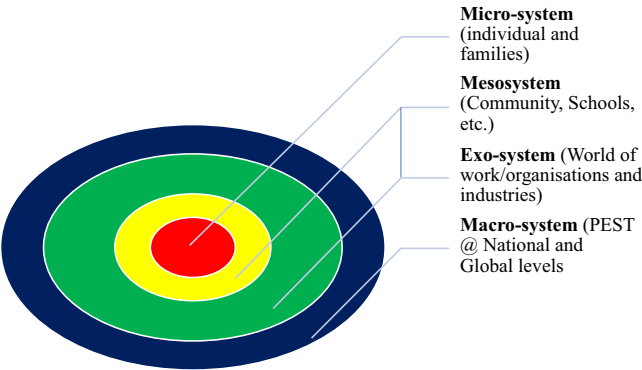 Micro-system
(individual and
families)
Mesosystem
(Community, Schools,
etc.)
Exo-system (World of
work/organisations and
industries)
Macro-system (PEST
@ National and
Global levels